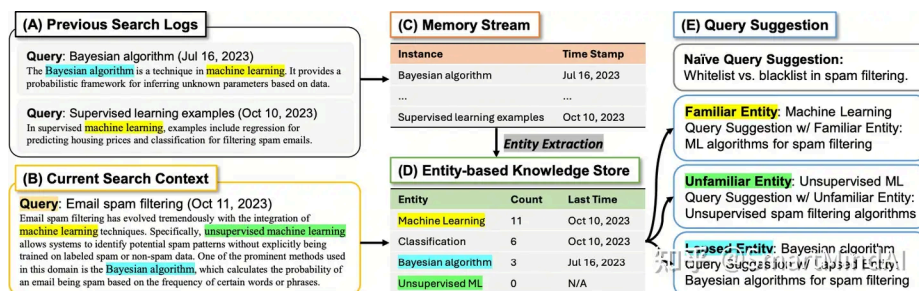 (A) Previous Search Logs
Query: Bayesian algorithm (Jul 16, 2023)
The Bayesian algorithm is a technique in machine learning. It provides a
probabilistic framework for inferring unknown parameters based on data.
Query: Supervised learning examples (Oct 10, 2023)
In supervised machine learning, examples include regression for
predicting housing prices and classification for filtering spam emails.
(B) Current Search Context
Query: Email spam filtering (Oct 11, 2023)
Email spam filtering has evolved tremendously with the integration of
machine learning techniques. Specifically, unsupervised machine learning
allows systems to identify potential spam patterns without explicitly being
trained on labeled spam or non-spam data. One of the prominent methods used
in this domain is the Bayesian algorithm, which calculates the probability of
an email being spam based on the frequency of certain words or phrases.
(C) Memory Stream
Instance Time Stamp
Bayesian algorithm Jul 16, 2023
... ...
Supervised learning examples Oct 10, 2023
Entity Extraction
(D) Entity-based Knowledge Store
Entity Count Last Time
Machine Learning 11 Oct 10, 2023
Classification 6 Oct 10, 2023
Bayesian algorithm 3 Jul 16, 2023
Unsupervised ML 0 N/A
(E) Query Suggestion
Naïve Query Suggestion:
Whitelist vs. blacklist in spam filtering.
Familiar Entity: Machine Learning
Query Suggestion w/ Familiar Entity:
ML algorithms for spam filtering
Unfamiliar Entity: Unsupervised ML
Query Suggestion w/ Unfamiliar Entity:
Unsupervised spam filtering algorithms
Lapsed Entity: Bayesian algorithm
Query Suggestion w/ Lapsed Entity:
Bayesian algorithms for spam filtering
知乎 @SmartMindAI